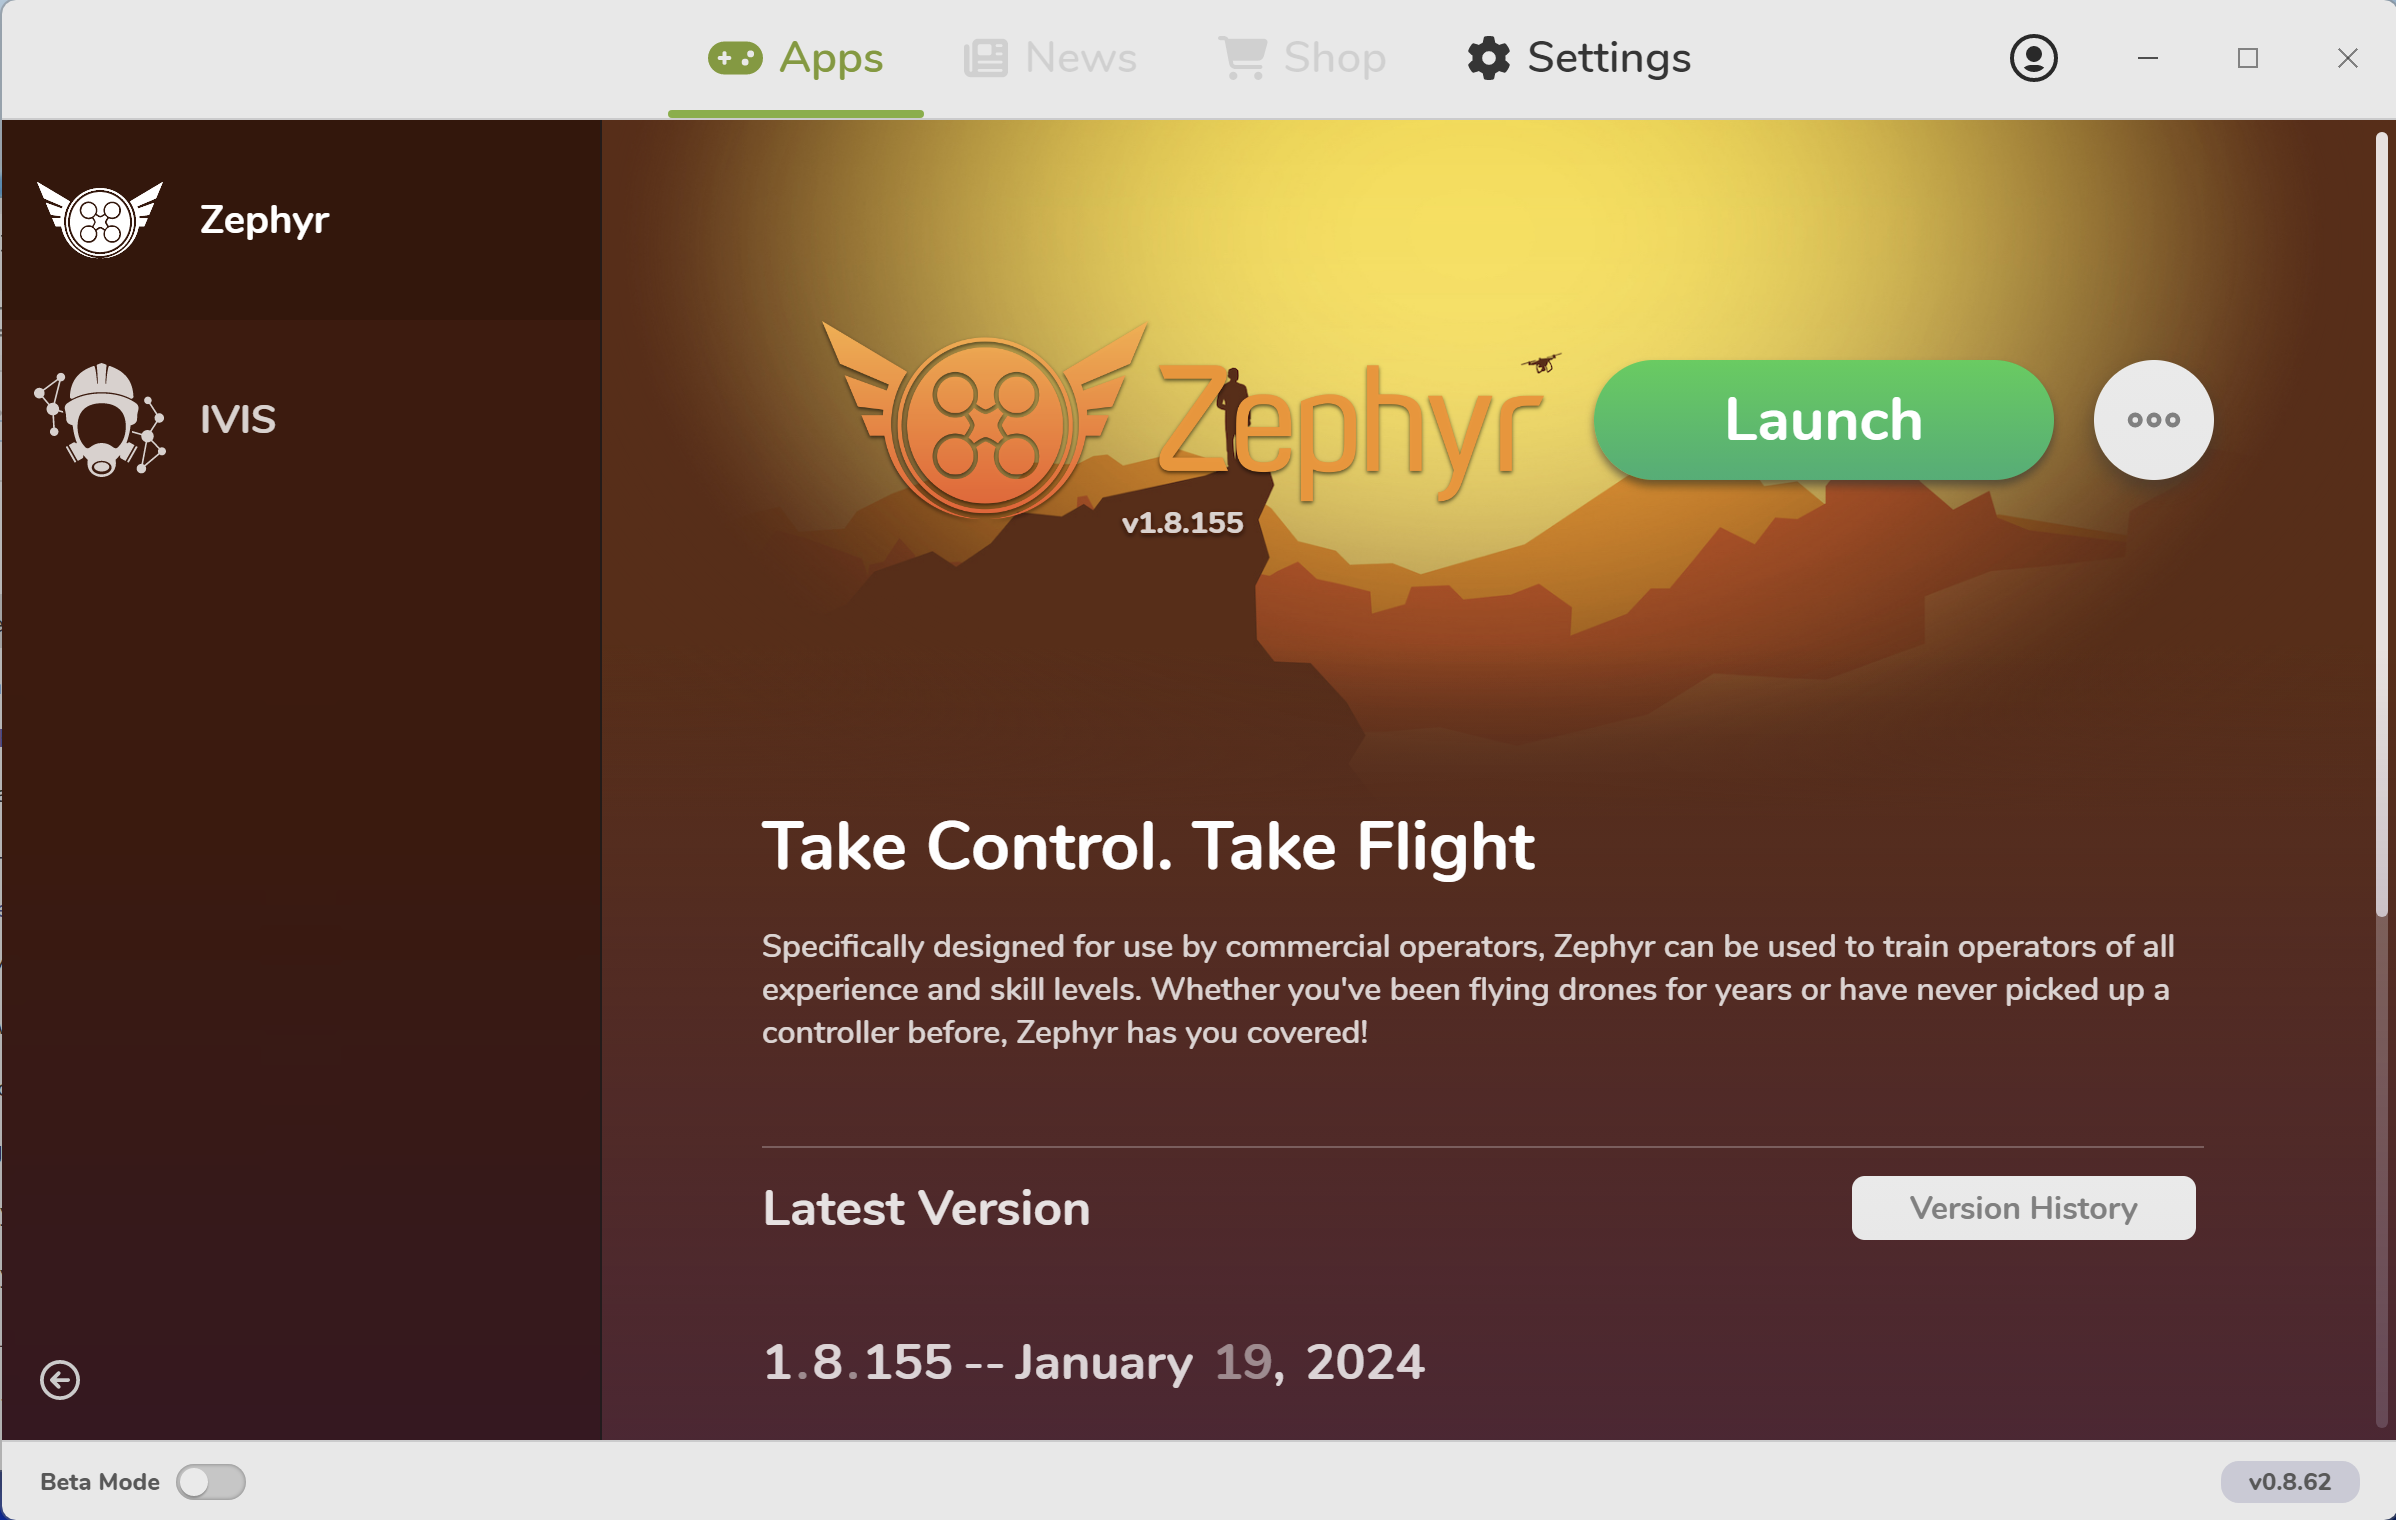 Apps
News
Shop
Settings
Zephyr
IVIS
Zephyr
v1.8.155
Launch
Take Control. Take Flight
Specifically designed for use by commercial operators, Zephyr can be used to train operators of all
experience and skill levels. Whether you've been flying drones for years or have never picked up a
controller before, Zephyr has you covered!
Latest Version
Version History
1.8.155 -- January 19, 2024
Beta Mode
v0.8.62